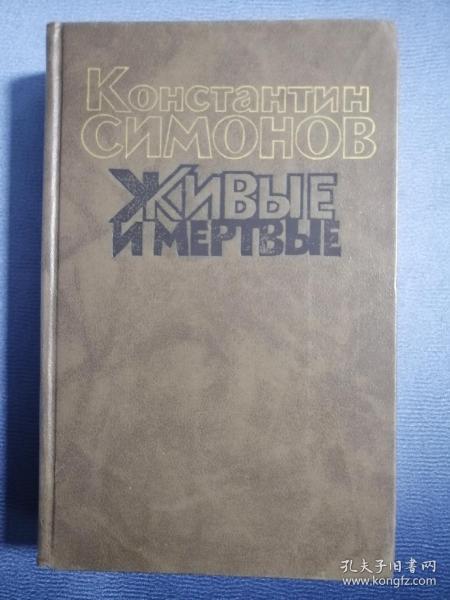 Константин
СИМОНОВ
ЖИВЫЕ
И МЕРТВЫЕ
孔夫子旧书网
www.kongfz.com